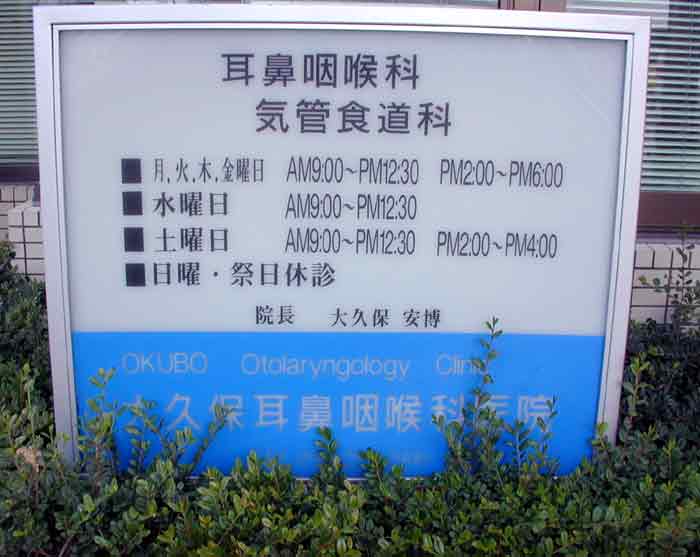 耳鼻咽喉科
気管食道科
■月,火,木,金曜日 AM9:00~PM12:30 PM2:00~PM6:00
■水曜日 AM9:00~PM12:30
■土曜日 AM9:00~PM12:30 PM2:00~PM4:00
■日曜・祭日休診
院長 大久保 安博
OKUBO Otolaryngology Clinic
大久保耳鼻咽喉科医院